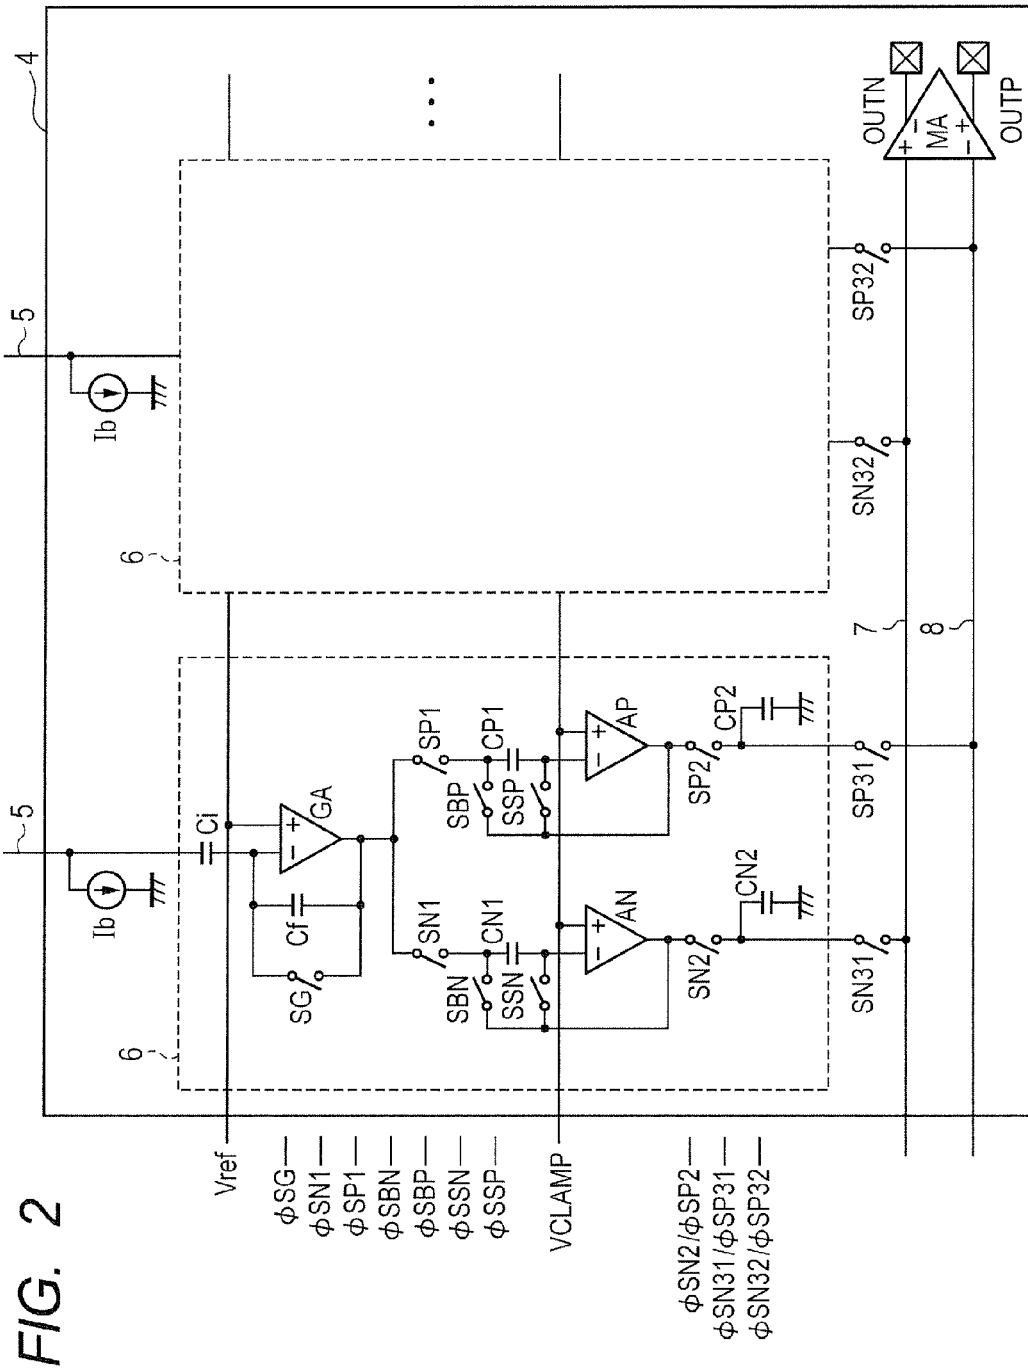 FIG. 2
4
5
5
Ib
Ib
6
6
Ci
Vref
GA
+
−
Cf
SG
SN1
SP1
SBN
CN1
SSN
SBP
CP1
SSP
VCLAMP
AN
+
−
AP
+
−
SN2
CN2
SP2
CP2
SN31
SP31
SN32
SP32
7
8
MA
+
−
−
+
OUTN
OUTP
...
ϕSG
ϕSN1
ϕSP1
ϕSBN
ϕSBP
ϕSSN
ϕSSP
ϕSN2/ϕSP2
ϕSN31/ϕSP31
ϕSN32/ϕSP32